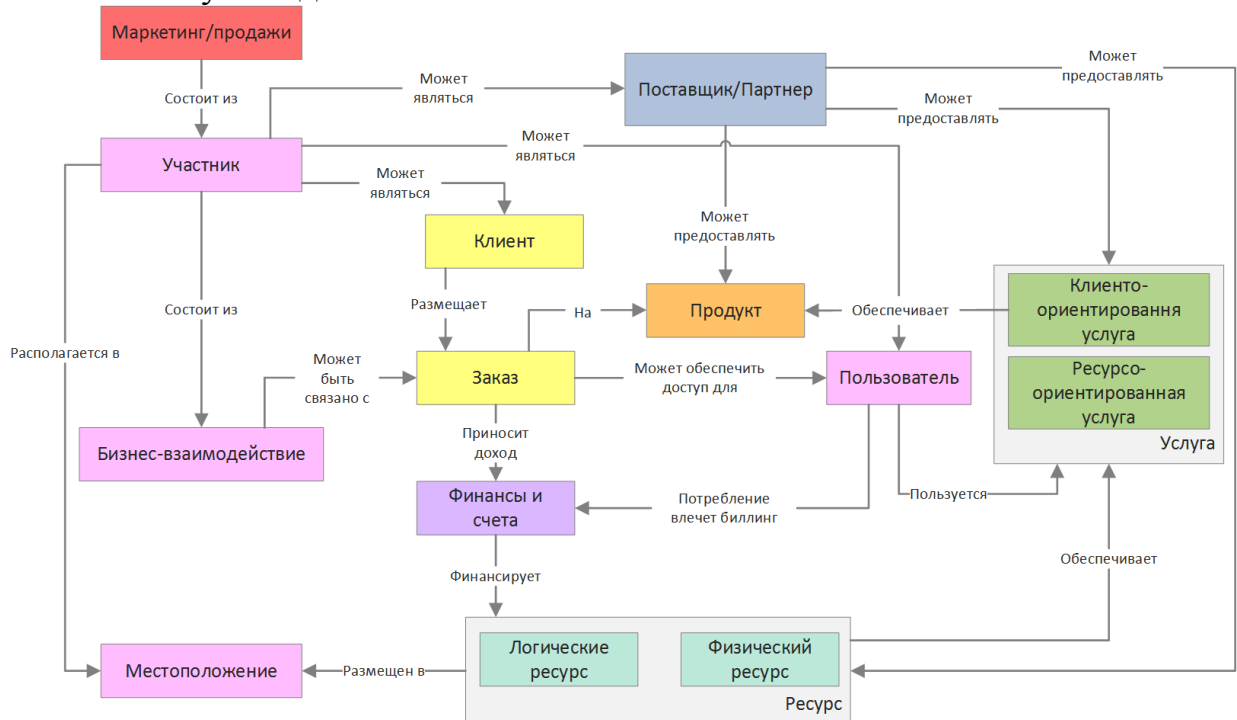 Маркетинг/продажи
Состоит из
Может
являться
Поставщик/Партнер
Может
предоставлять
Может
предоставлять
Может
являться
Участник
Может
являться
Клиент
Может
предоставлять
Размещает
Состоит из
На
Продукт
Обеспечивает
Клиенто-
ориентировання
услуга
Располагается в
Может
быть
связано с
Заказ
Может обеспечить
доступ для
Пользователь
Ресурсо-
ориентированная
услуга
Услуга
Бизнес-взаимодействие
Приносит
доход
Финансы и
счета
Потребление
влечет биллинг
Пользуется
Финансирует
Обеспечивает
Местоположение
Размещен в
Логические
ресурс
Физический
ресурс
Ресурс